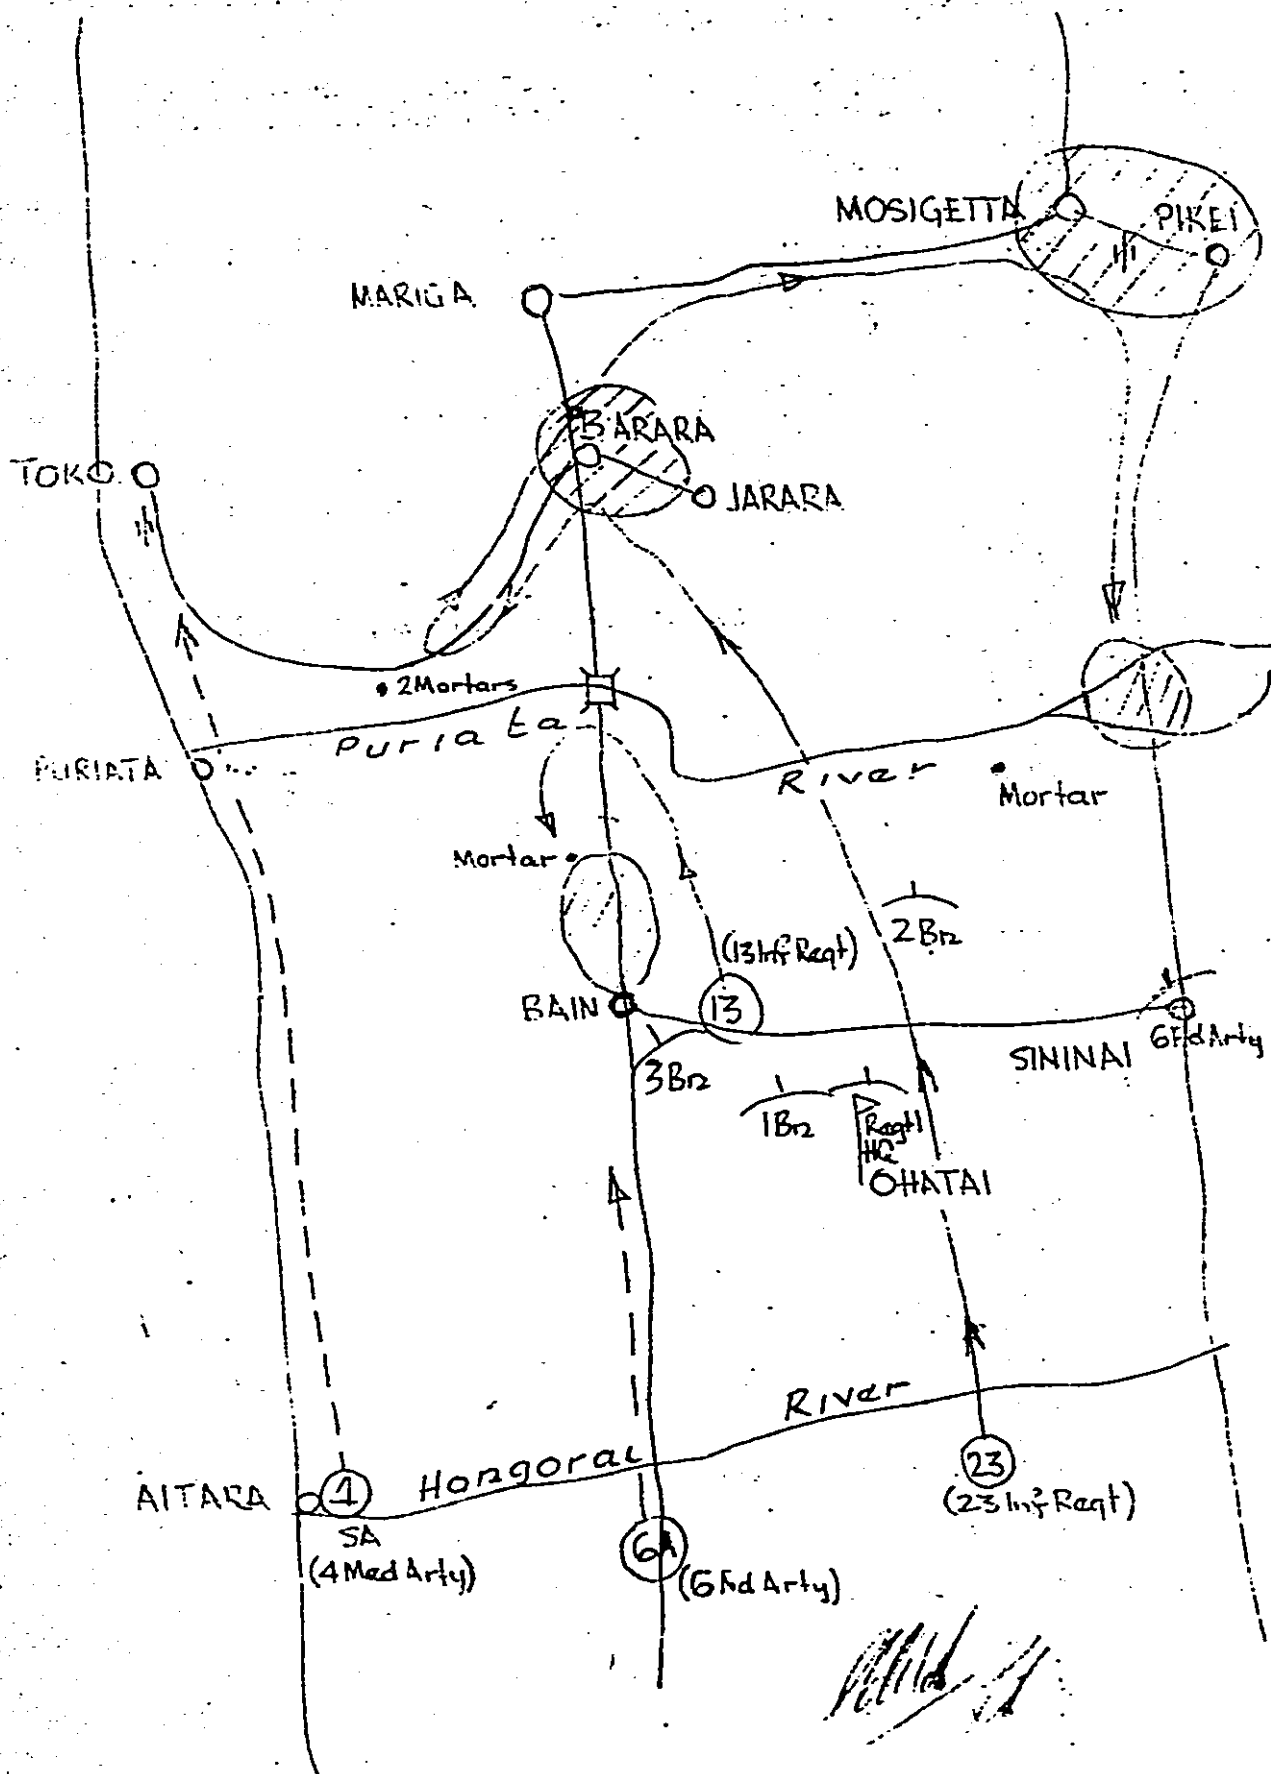 MOSIGETTA
PIKEI
MARIGA
BARARA
TOKO
JARARA
2 Mortars
Puriata
River
PURIATA
Mortar
Mortar
2 Bn
(13 Inf Regt)
BAIN
13
SININAI
6 Fd Arty
3 Bn
1 Bn
Regtl
HQ
OHATAI
River
Hongorai
AITARA
1
SA
(4 Med Arty)
23
(23 Inf Regt)
6A
(6 Fd Arty)